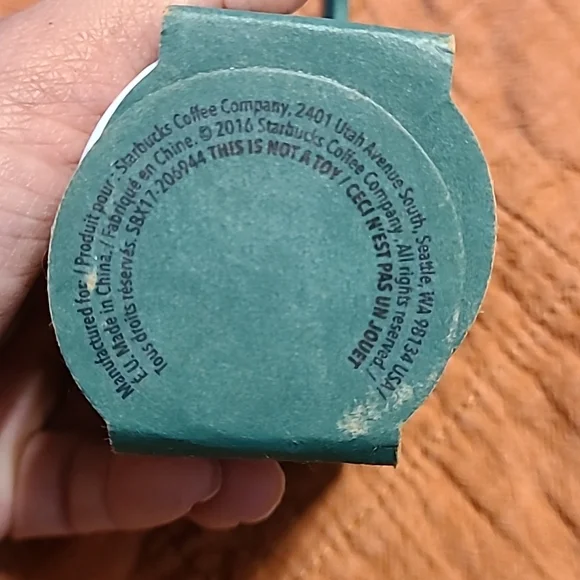 Manufactured for: / Produit pour : Starbucks Coffee Company, 2401 Utah Avenue South, Seattle, WA 98134 USA /
É.U. Made in China. / Fabriqué en Chine. © 2016 Starbucks Coffee Company. All rights reserved. /
Tous droits réservés. SBX17.206944 THIS IS NOT A TOY / CECI N'EST PAS UN JOUET